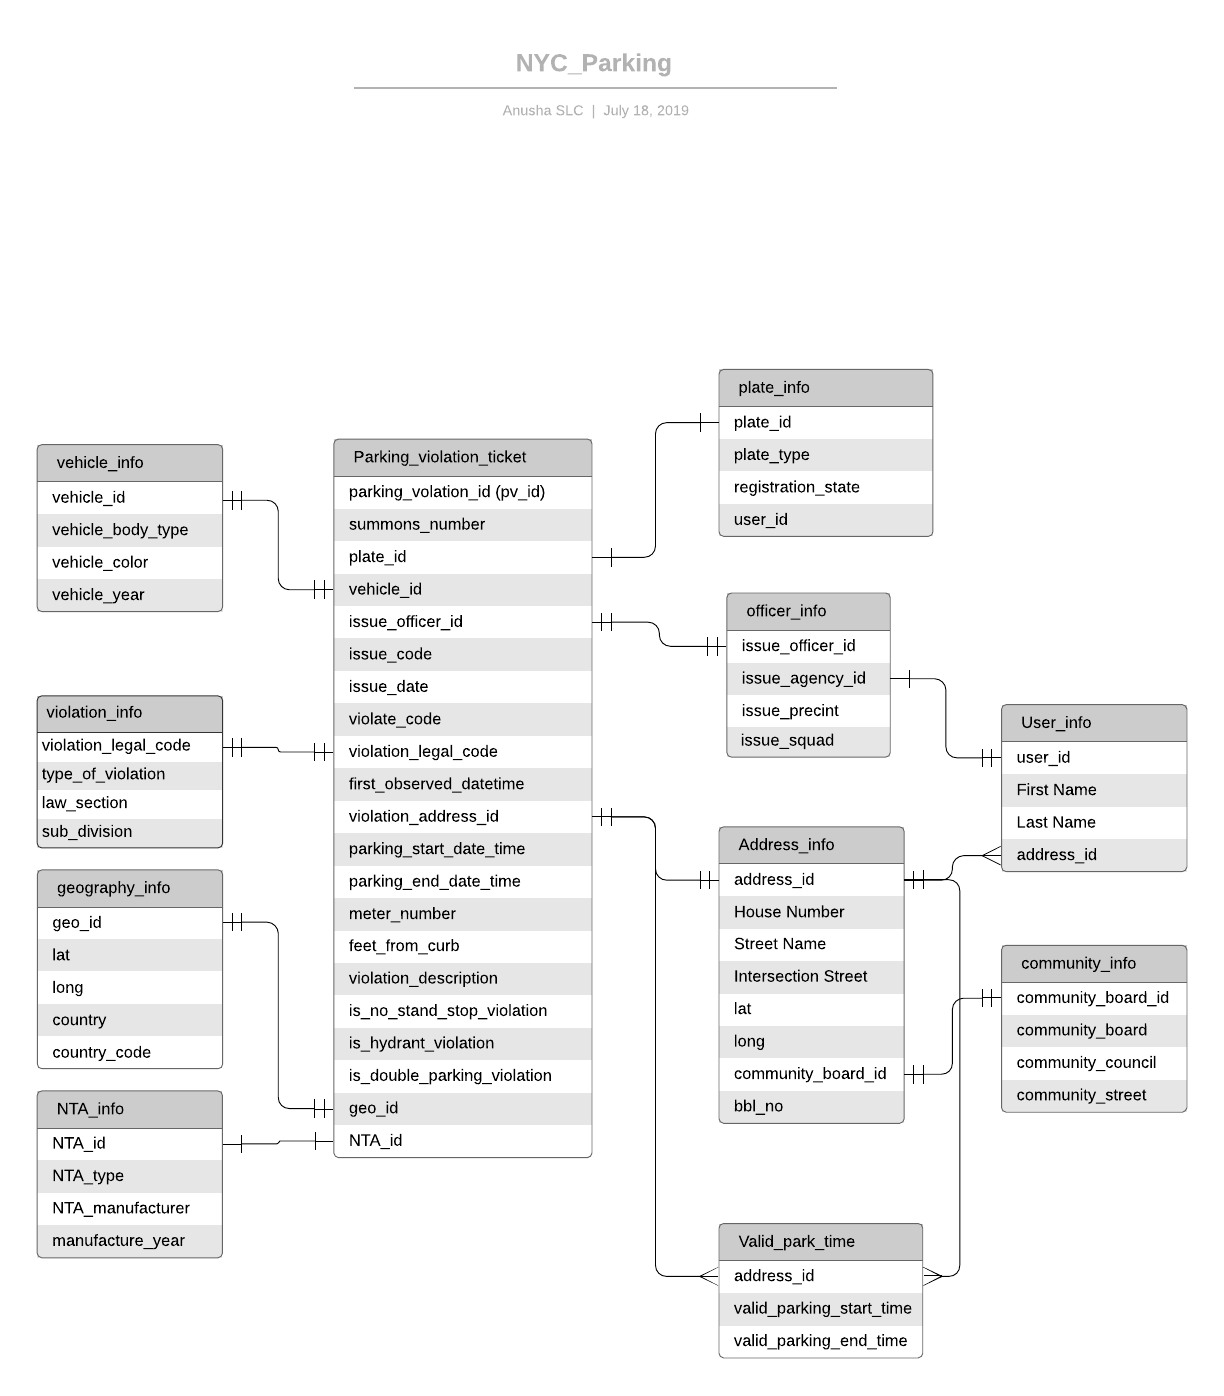 NYC_Parking
Anusha SLC | July 18, 2019
vehicle_info
vehicle_id
vehicle_body_type
vehicle_color
vehicle_year
violation_info
violation_legal_code
type_of_violation
law_section
sub_division
geography_info
geo_id
lat
long
country
country_code
NTA_info
NTA_id
NTA_type
NTA_manufacturer
manufacture_year
Parking_violation_ticket
parking_volation_id (pv_id)
summons_number
plate_id
vehicle_id
issue_officer_id
issue_code
issue_date
violate_code
violation_legal_code
first_observed_datetime
violation_address_id
parking_start_date_time
parking_end_date_time
meter_number
feet_from_curb
violation_description
is_no_stand_stop_violation
is_hydrant_violation
is_double_parking_violation
geo_id
NTA_id
plate_info
plate_id
plate_type
registration_state
user_id
officer_info
issue_officer_id
issue_agency_id
issue_precint
issue_squad
Address_info
address_id
House Number
Street Name
Intersection Street
lat
long
community_board_id
bbl_no
Valid_park_time
address_id
valid_parking_start_time
valid_parking_end_time
User_info
user_id
First Name
Last Name
address_id
community_info
community_board_id
community_board
community_council
community_street